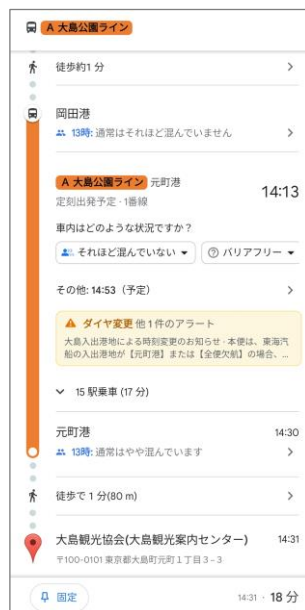 A 大島公園ライン
徒歩約1 分
岡田港
13時: 通常はそれほど混んでいません
A 大島公園ライン 元町港 14:13
定刻出発予定・1番線
車内はどのような状況ですか？
それほど混んでいない バリアフリー
その他: 14:53（予定）
ダイヤ変更 他 1 件のアラート
大島入出港地による時刻変更のお知らせ - 本便は、東海汽
船の入出港地が【元町港】または【全便欠航】の場合、...
15 駅乗車 (17 分)
元町港 14:30
13時: 通常はやや混んでいます
徒歩で 1 分(80 m)
大島観光協会(大島観光案内センター) 14:31
〒100-0101 東京都大島町元町１丁目３−３
固定 14:31 · 18 分